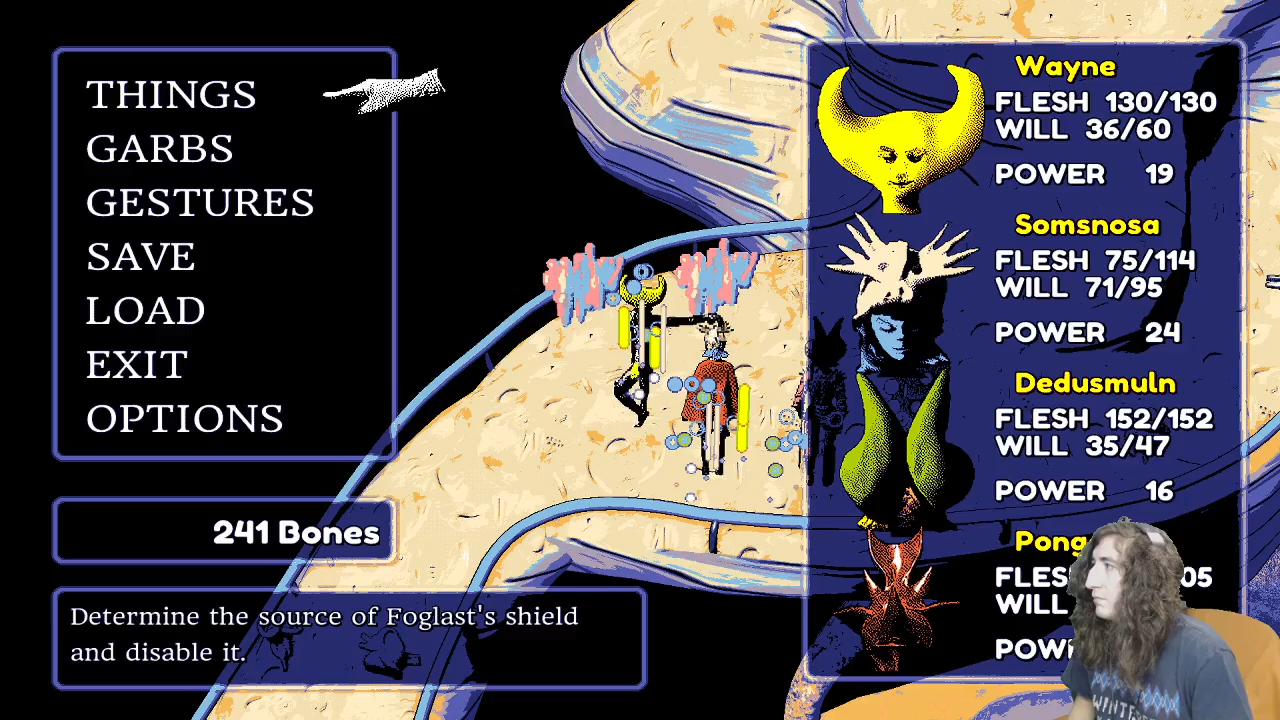 THINGS
GARBS
GESTURES
SAVE
LOAD
EXIT
OPTIONS
241 Bones
Determine the source of Foglast's shield
and disable it.
Wayne
FLESH 130/130
WILL 36/60
POWER 19
Somsnosa
FLESH 75/114
WILL 71/95
POWER 24
Dedusmuln
FLESH 152/152
WILL 35/47
POWER 16
WILL